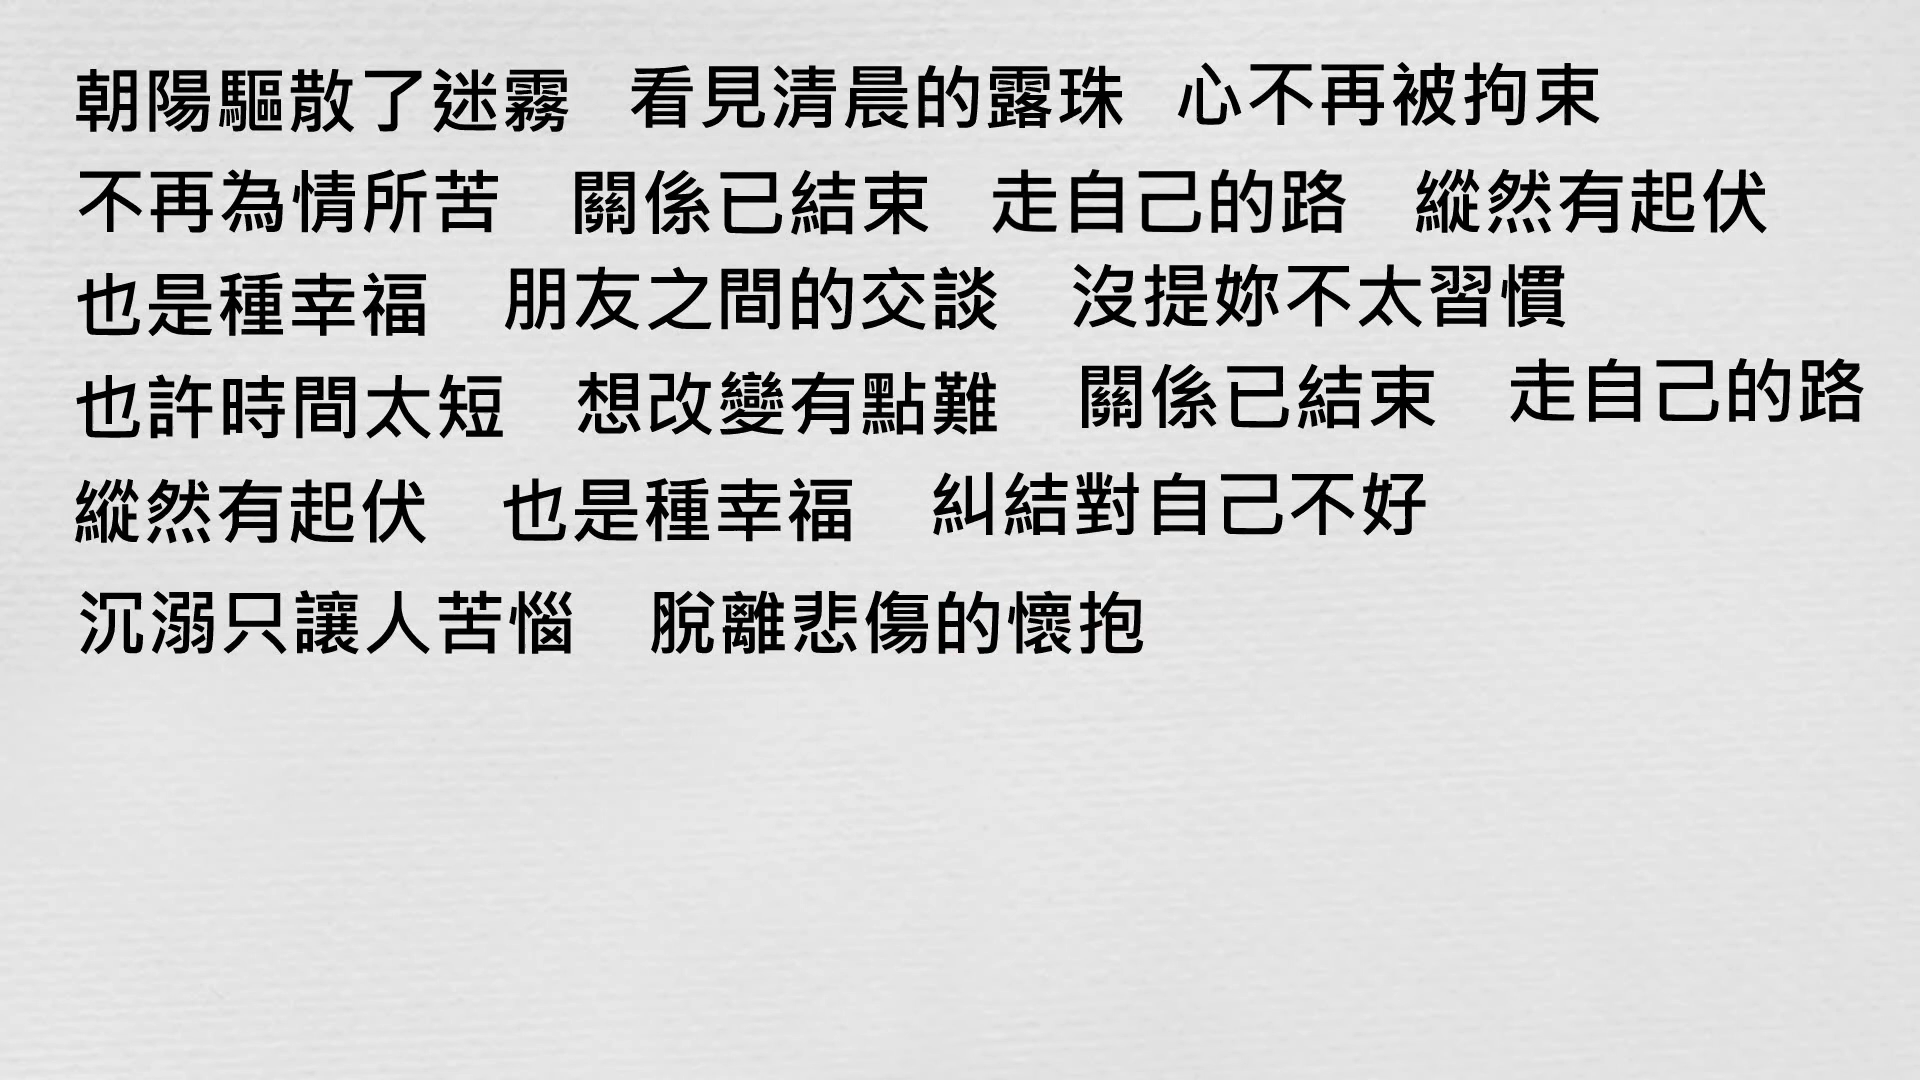 朝陽驅散了迷霧 看見清晨的露珠 心不再被拘束
不再為情所苦 關係已結束 走自己的路 縱然有起伏
也是種幸福 朋友之間的交談 沒提妳不太習慣
也許時間太短 想改變有點難 關係已結束 走自己的路
縱然有起伏 也是種幸福 糾結對自己不好
沉溺只讓人苦惱 脫離悲傷的懷抱